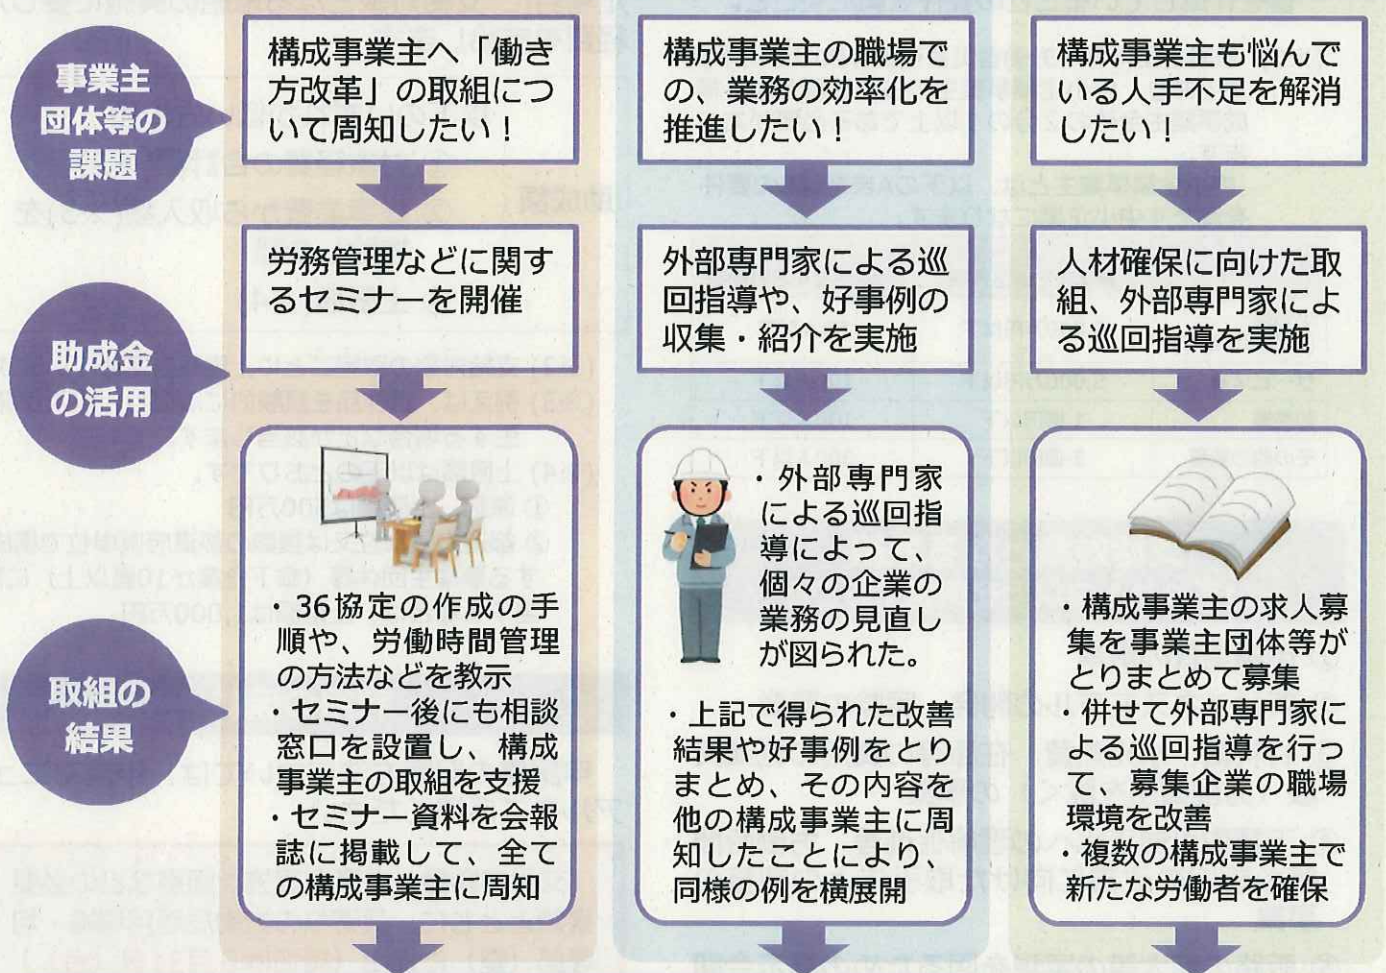 事業主
団体等の
課題
構成事業主へ「働き
方改革」の取組につ
いて周知したい！
構成事業主の職場で
の、業務の効率化を
推進したい！
構成事業主も悩んで
いる人手不足を解消
したい！
助成金
の活用
労務管理などに関す
るセミナーを開催
外部専門家による巡
回指導や、好事例の
収集・紹介を実施
人材確保に向けた取
組、外部専門家によ
る巡回指導を実施
取組の
結果
・36協定の作成の手
順や、労働時間管理
の方法などを教示
・セミナー後にも相談
窓口を設置し、構成
事業主の取組を支援
・セミナー資料を会報
誌に掲載して、全て
の構成事業主に周知
・外部専門家
による巡回指
導によって、
個々の企業の
業務の見直し
が図られた。
・上記で得られた改善
結果や好事例をとり
まとめ、その内容を
他の構成事業主に周
知したことにより、
同様の例を横展開
・構成事業主の求人募
集を事業主団体等が
とりまとめて募集
・併せて外部専門家に
よる巡回指導を行っ
て、募集企業の職場
環境を改善
・複数の構成事業主で
新たな労働者を確保